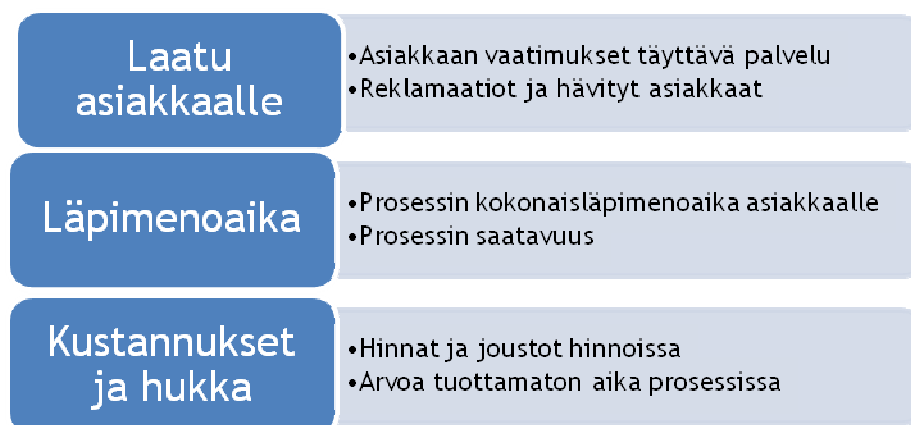 Laatu
asiakkaalle
•Asiakkaan vaatimukset täyttävä palvelu
•Reklamaatiot ja hävityt asiakkaat
Läpimenoaika
•Prosessin kokonaisläpimenoaika asiakkaalle
•Prosessin saatavuus
Kustannukset
ja hukka
•Hinnat ja joustot hinnoissa
•Arvoa tuottamaton aika prosessissa